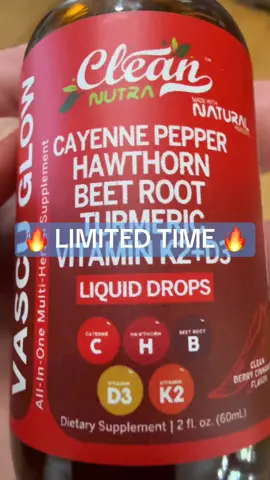 Clean
NUTRA
MADE WITH
NATURAL
CAYENNE PEPPER
HAWTHORN
BEET ROOT
TURMERIC
VITAMIN K2+D3
🔥 LIMITED TIME 🔥
LIQUID DROPS
VASCU GLOW
All-In-One Multi-Herb Supplement
CAYENNE
C
HAWTHORN
H
BEET ROOT
B
VITAMIN
D3
VITAMIN
K2
CLEAN
BERRY CINNAMON
FLAVOR
Dietary Supplement | 2 fl. oz. (60mL)